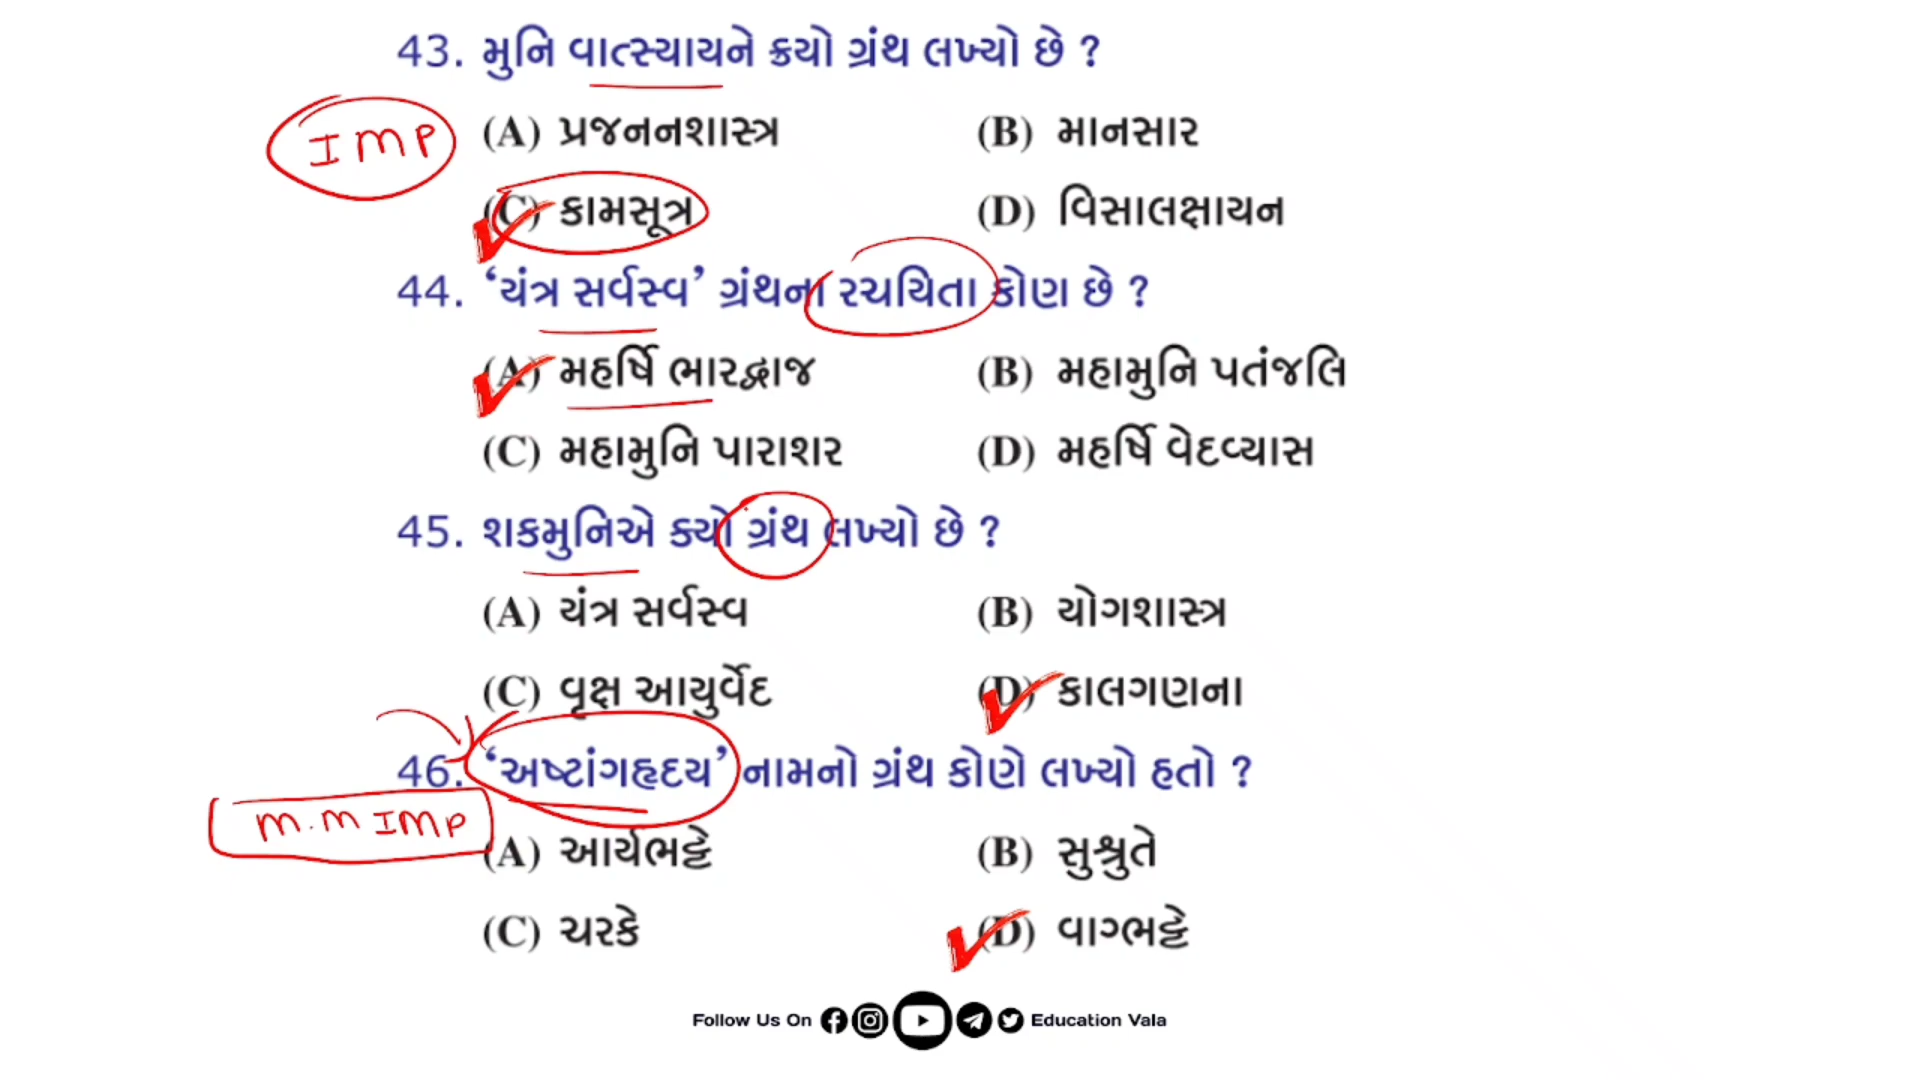 43. મુનિ વાત્સ્યાયને ક્યો ગ્રંથ લખ્યો છે ?
IMP
(A) પ્રજનનશાસ્ત્ર (B) માનસાર
(C) કામસૂત્ર (D) વિસાલક્ષાયન
44. ‘યંત્ર સર્વસ્વ’ ગ્રંથના રચયિતા કોણ છે ?
(A) મહર્ષિ ભારદ્વાજ (B) મહામુનિ પતંજલિ
(C) મહામુનિ પારાશર (D) મહર્ષિ વેદવ્યાસ
45. શકમુનિએ ક્યો ગ્રંથ લખ્યો છે ?
(A) યંત્ર સર્વસ્વ (B) યોગશાસ્ત્ર
(C) વૃક્ષ આયુર્વેદ (D) કાલગણના
46. ‘અષ્ટાંગહૃદય’ નામનો ગ્રંથ કોણે લખ્યો હતો ?
M.M IMP
(A) આર્યભટ્ટે (B) સુશ્રુતે
(C) ચરકે (D) વાગ્ભટ્ટે
Follow Us On Education Vala